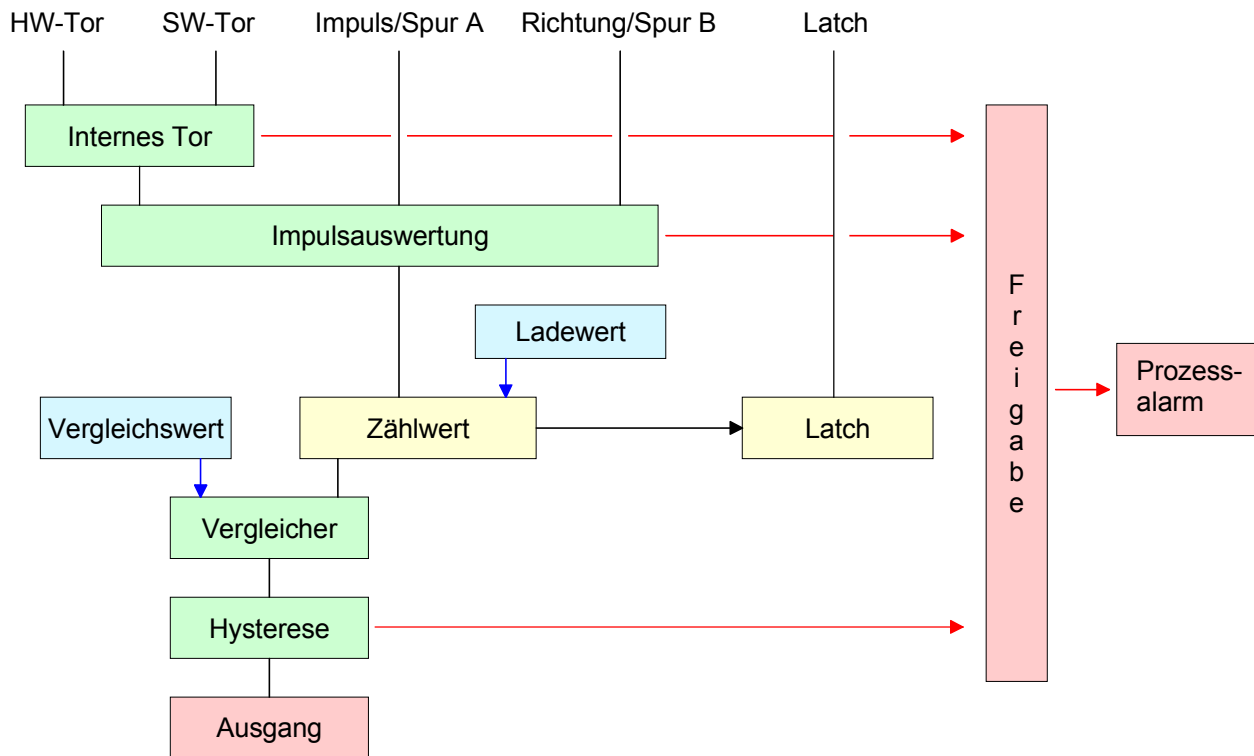 HW-Tor SW-Tor Impuls/Spur A Richtung/Spur B Latch
Internes Tor
Impulsauswertung
Ladewert
Vergleichswert Zählwert Latch
Vergleicher
Hysterese
Ausgang
Freigabe
Prozess-
alarm